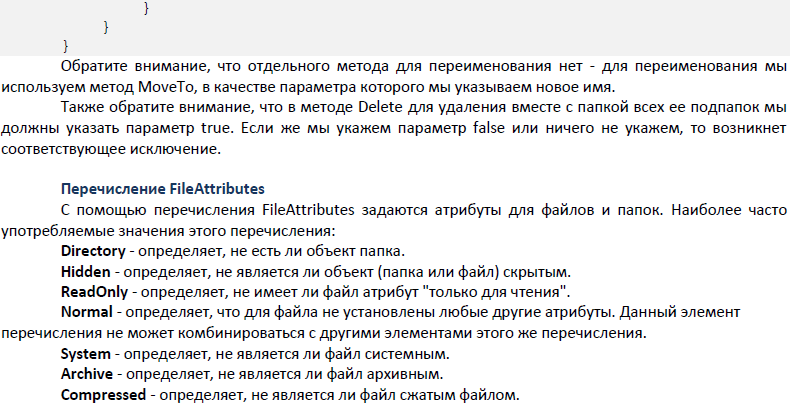 }
}
}
Обратите внимание, что отдельного метода для переименования нет - для переименования мы
используем метод MoveTo, в качестве параметра которого мы указываем новое имя.
Также обратите внимание, что в методе Delete для удаления вместе с папкой всех ее подпапок мы
должны указать параметр true. Если же мы укажем параметр false или ничего не укажем, то возникнет
соответствующее исключение.
Перечисление FileAttributes
С помощью перечисления FileAttributes задаются атрибуты для файлов и папок. Наиболее часто
употребляемые значения этого перечисления:
Directory - определяет, не есть ли объект папка.
Hidden - определяет, не является ли объект (папка или файл) скрытым.
ReadOnly - определяет, не имеет ли файл атрибут "только для чтения".
Normal - определяет, что для файла не установлены любые другие атрибуты. Данный элемент
перечисления не может комбинироваться с другими элементами этого же перечисления.
System - определяет, не является ли файл системным.
Archive - определяет, не является ли файл архивным.
Compressed - определяет, не является ли файл сжатым файлом.